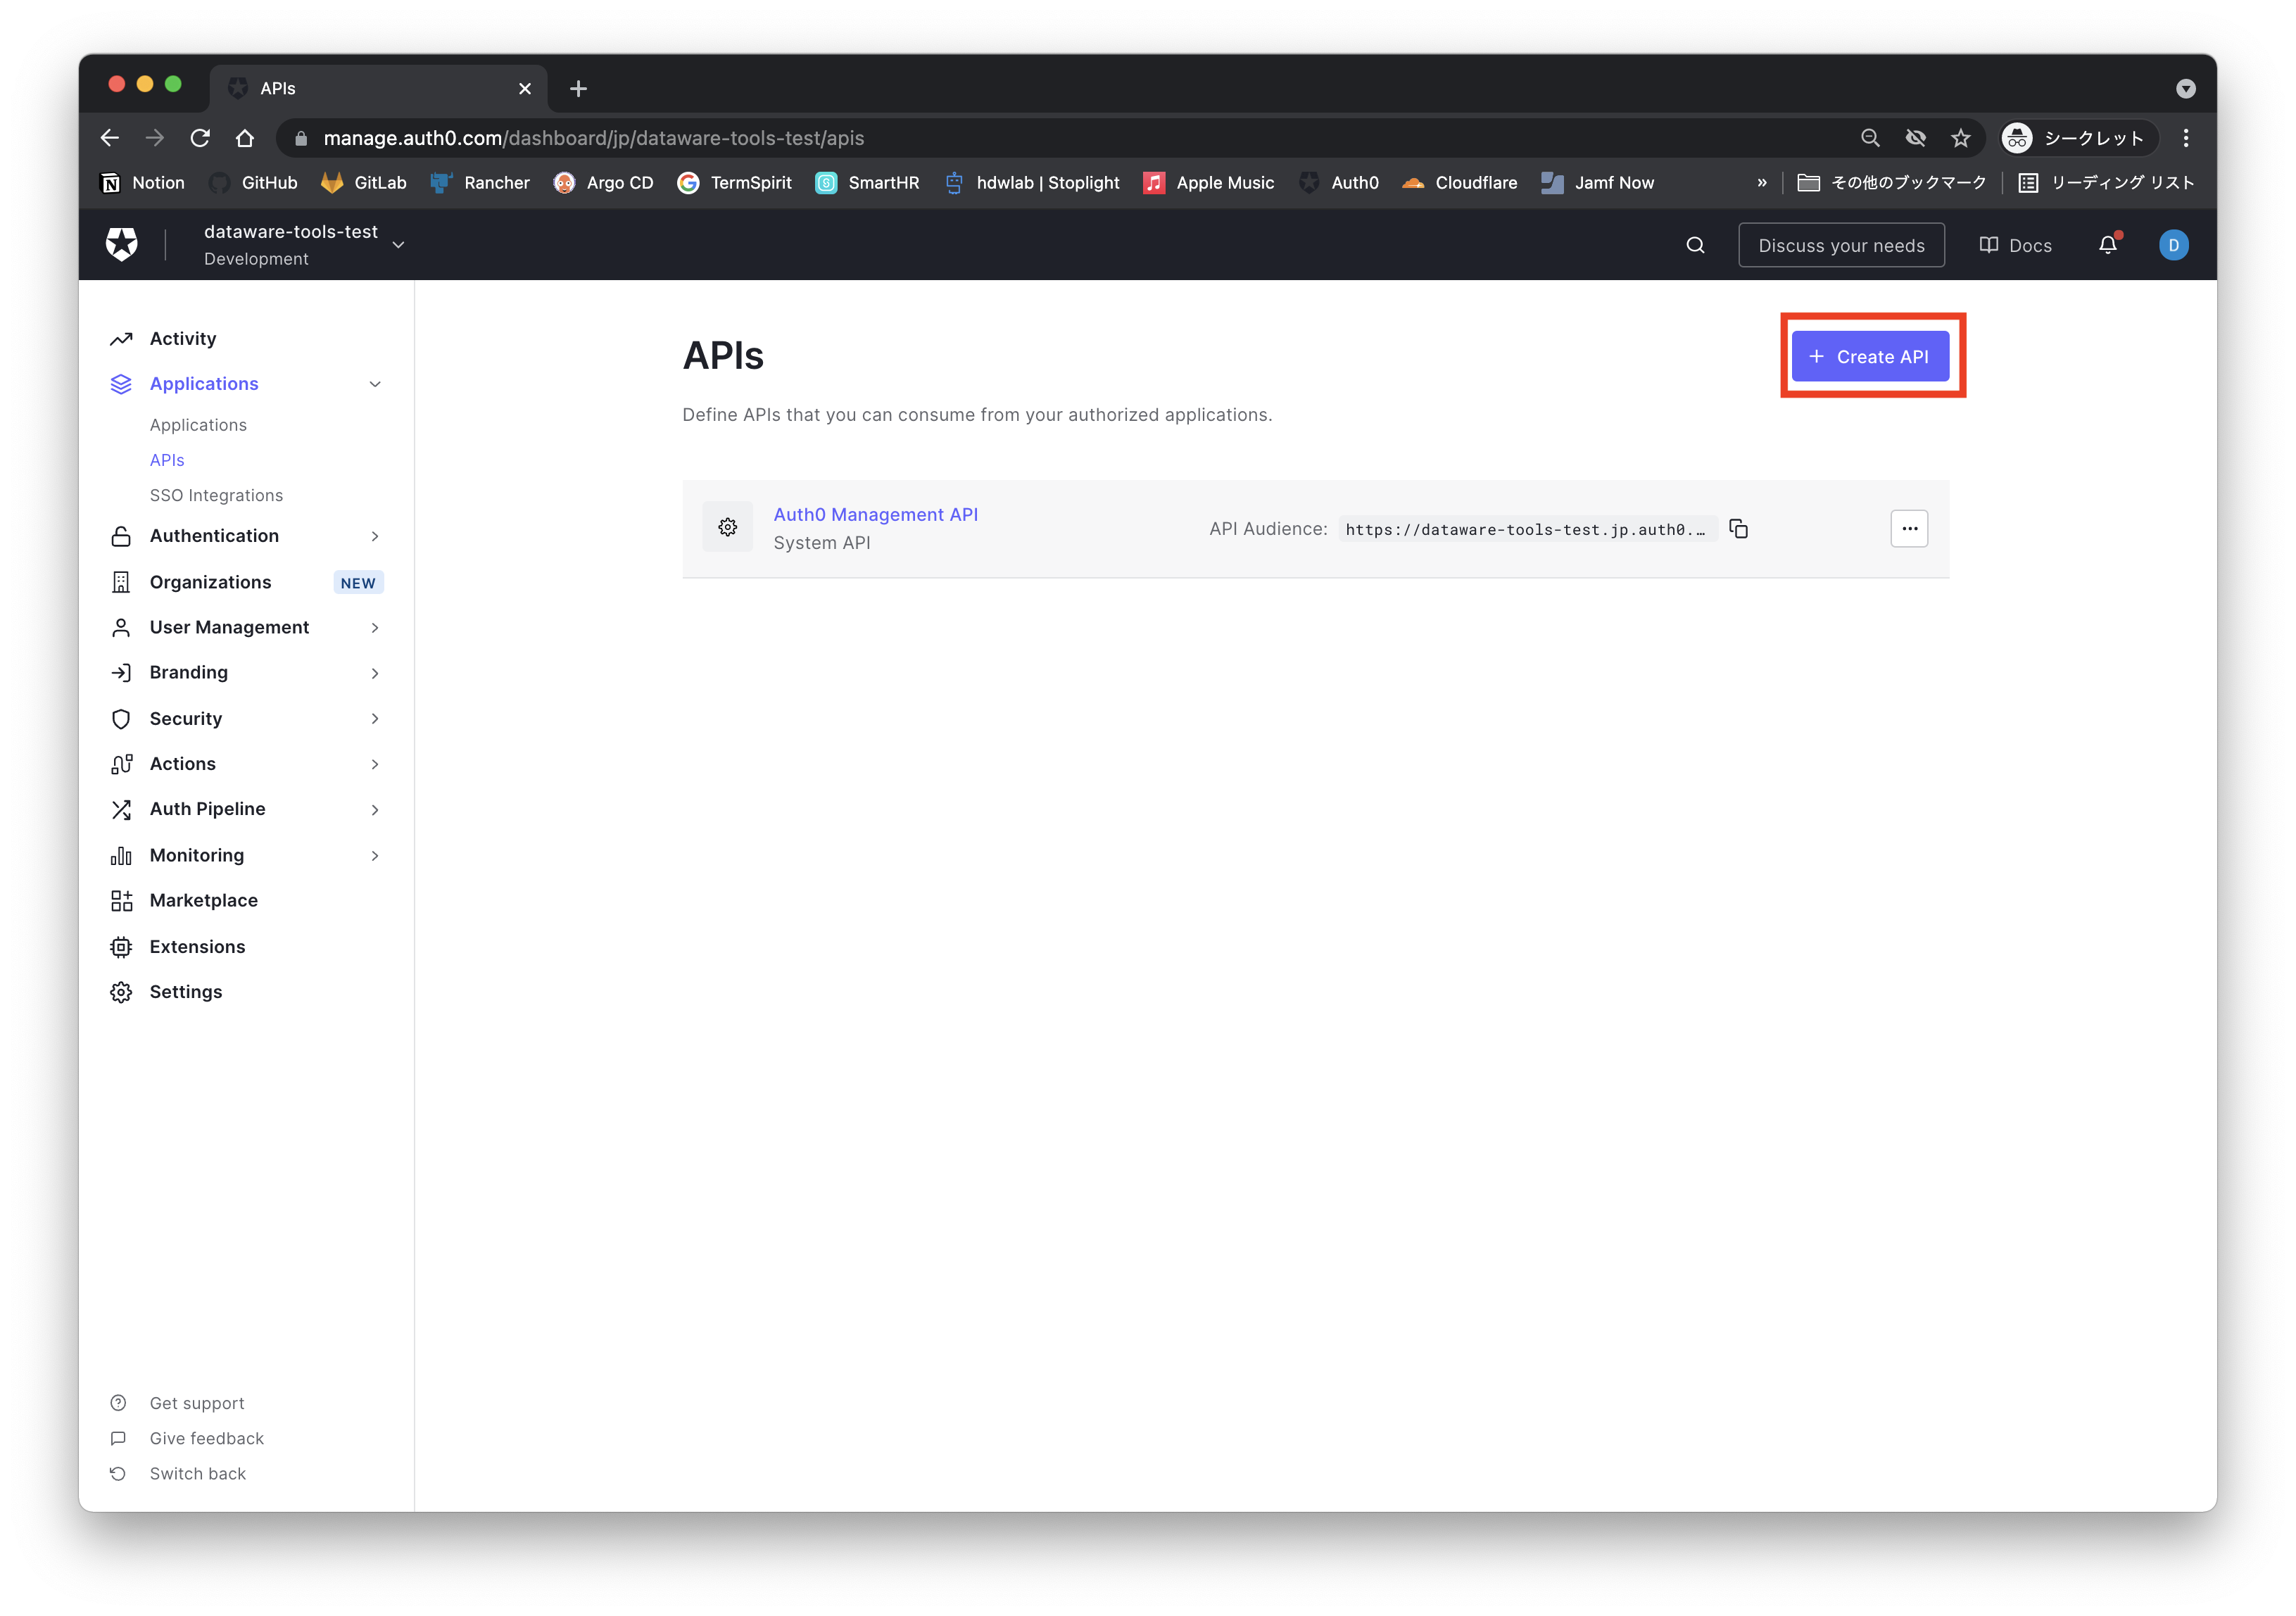 APIs
manage.auth0.com/dashboard/jp/dataware-tools-test/apis
シークレット
Notion
GitHub
GitLab
Rancher
Argo CD
TermSpirit
SmartHR
hdwlab | Stoplight
Apple Music
Auth0
Cloudflare
Jamf Now
»
その他のブックマーク
リーディング リスト
dataware-tools-test
Development
Discuss your needs
Docs
D
Activity
Applications
Applications
APIs
SSO Integrations
Authentication
Organizations NEW
User Management
Branding
Security
Actions
Auth Pipeline
Monitoring
Marketplace
Extensions
Settings
Get support
Give feedback
Switch back
APIs
+ Create API
Define APIs that you can consume from your authorized applications.
Auth0 Management API
System API
API Audience: https://dataware-tools-test.jp.auth0.…